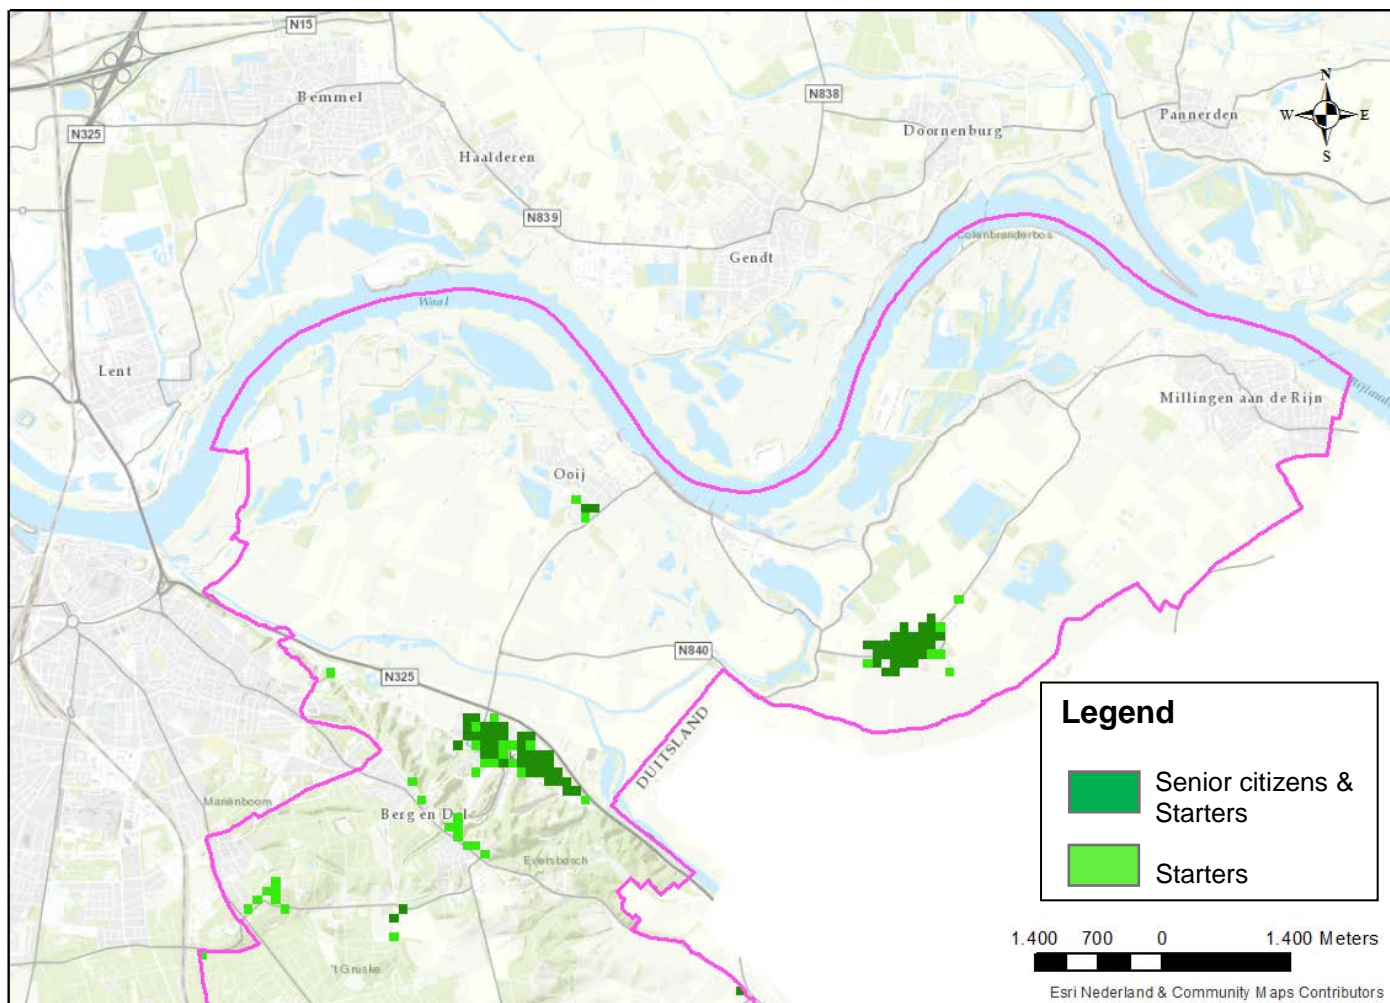 N15
Bemmel
N838
N
Pannerden
W
E
S
N325
Doornenburg
Haalderen
N839
Colenbranderbos
Gendt
Waal
Lent
Millingen aan de Rijn
Ooij
N840
N325
DUITSLAND
Legend
Senior citizens &
Starters
Starters
Berg en Dal
Eversbosch
't Gruske
1.400 700 0 1.400 Meters
Esri Nederland & Community Maps Contributors